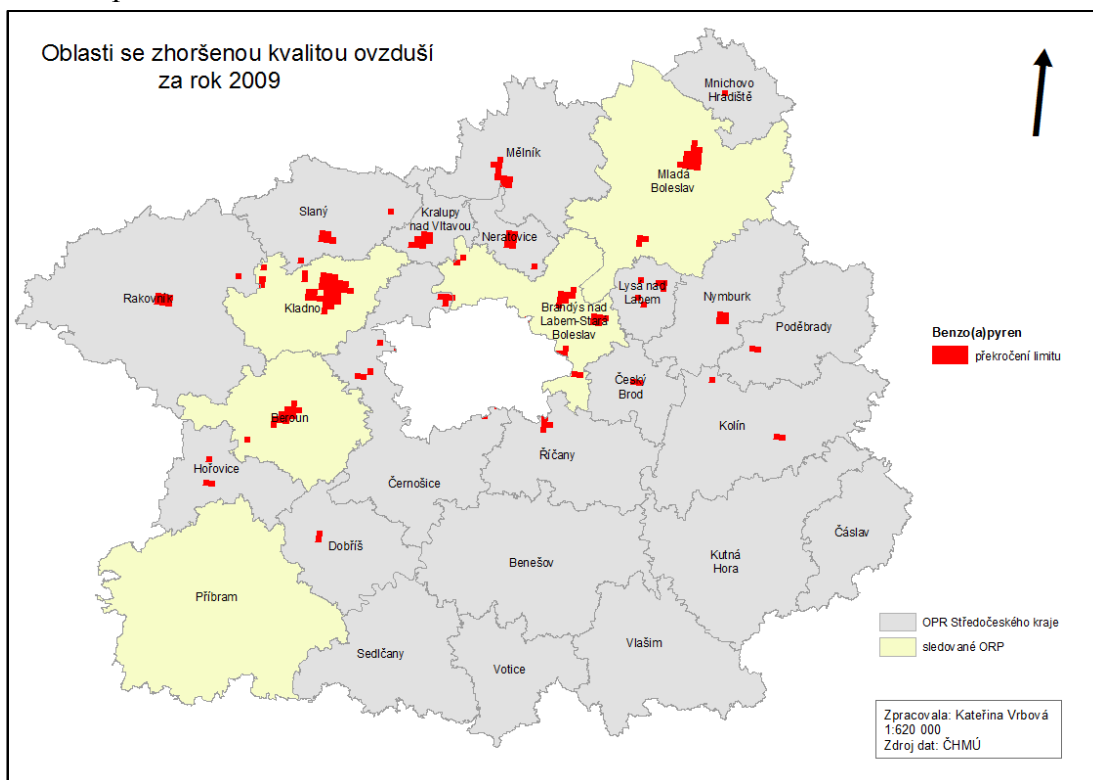 Oblasti se zhoršenou kvalitou ovzduší
za rok 2009
Mnichovo
Hradiště
Mělník
Mladá
Boleslav
Slaný
Kralupy
nad Vltavou
Neratovice
Rakovník
Kladno
Lysá nad
Labem
Nymburk
Brandýs nad
Labem-Stará
Boleslav
Poděbrady
Benzo(a)pyren
překročení limitu
Český
Brod
Beroun
Kolín
Hořovice
Černošice
Říčany
Dobříš
Benešov
Kutná
Hora
Čáslav
Příbram
Sedlčany
Votice
Vlašim
OPR Středočeského kraje
sledované ORP
Zpracovala: Kateřina Vrbová
1:620 000
Zdroj dat: ČHMÚ